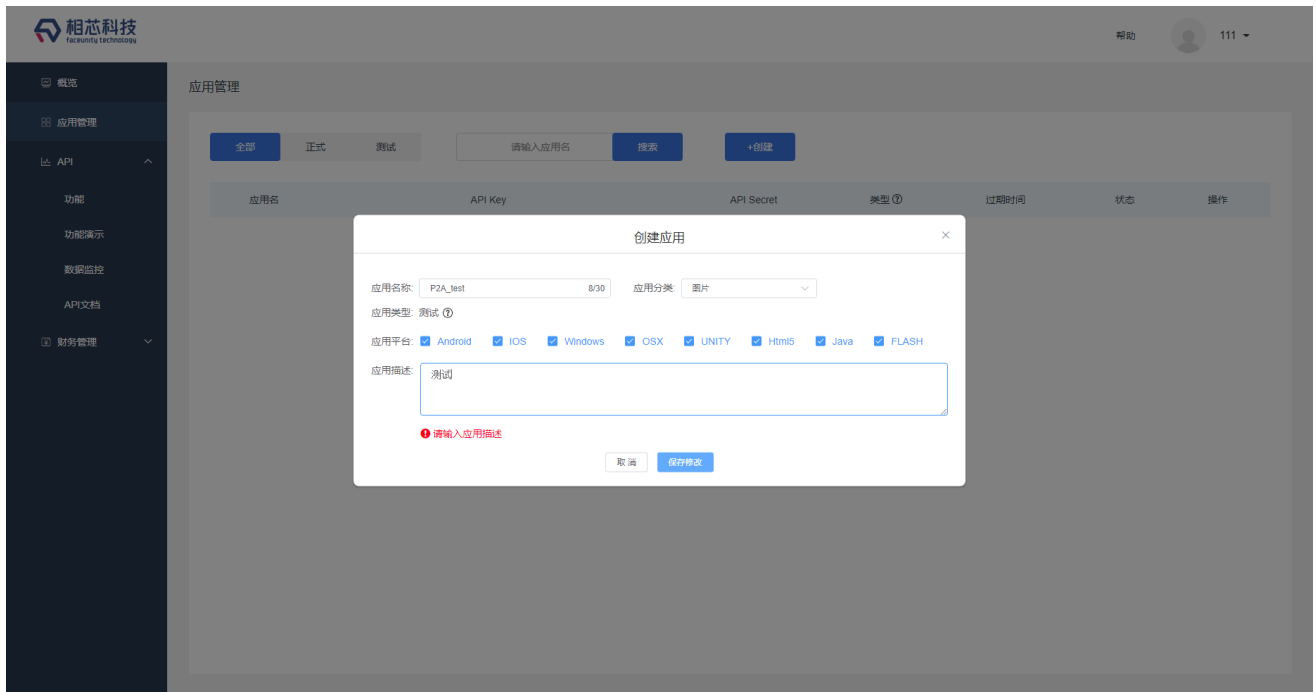 相芯科技
faceunity technology
帮助
111
概览
应用管理
API
功能
功能演示
数据监控
API文档
财务管理
应用管理
全部
正式
测试
请输入应用名
搜索
+创建
应用名
API Key
API Secret
类型
过期时间
状态
操作
创建应用
应用名称: P2A_test 8/30 应用分类: 图片
应用类型: 测试
应用平台: Android IOS Windows OSX UNITY Html5 Java FLASH
应用描述: 测试
请输入应用描述
取消 保存修改